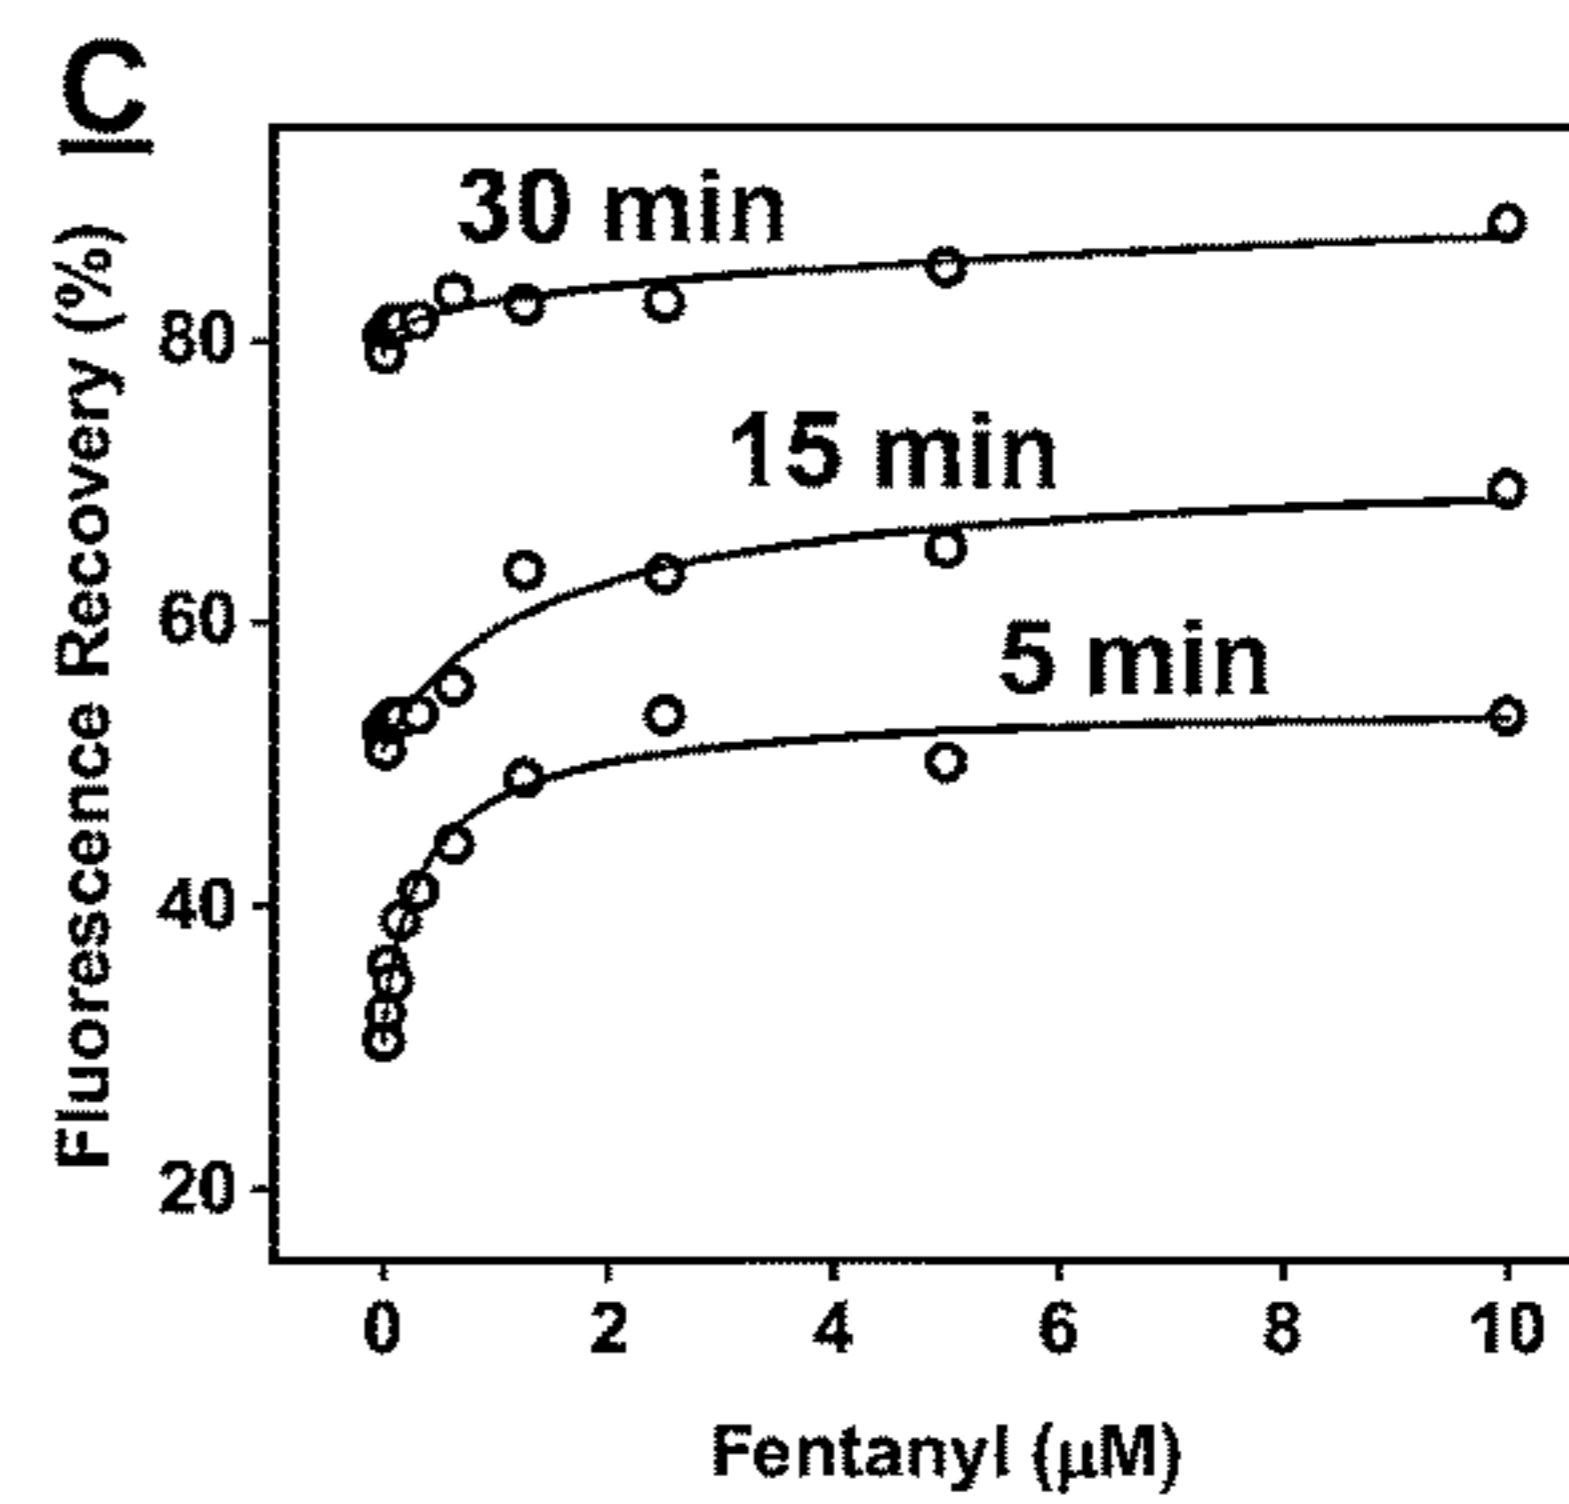 C
30 min
15 min
5 min
Fluorescence Recovery (%)
80
60
40
20
0 2 4 6 8 10
Fentanyl (μM)